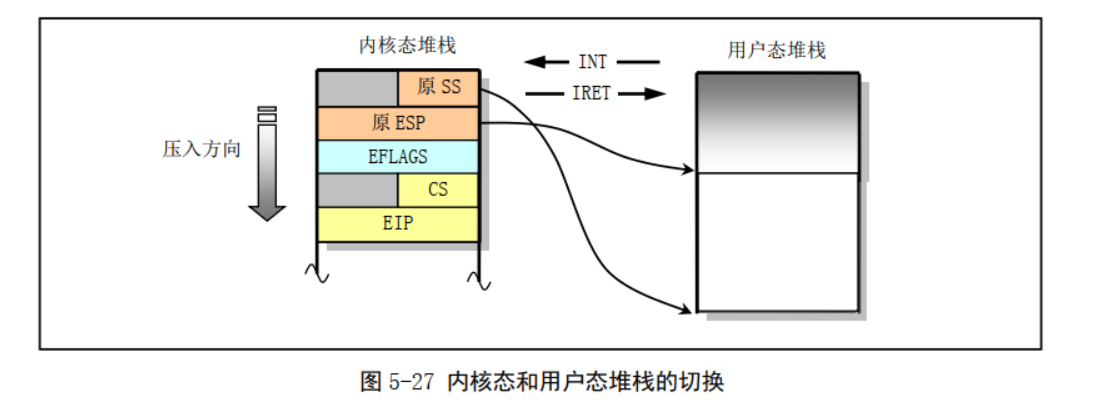 内核态堆栈
用户态堆栈
INT
IRET
原 SS
原 ESP
EFLAGS
CS
EIP
压入方向
图 5-27 内核态和用户态堆栈的切换